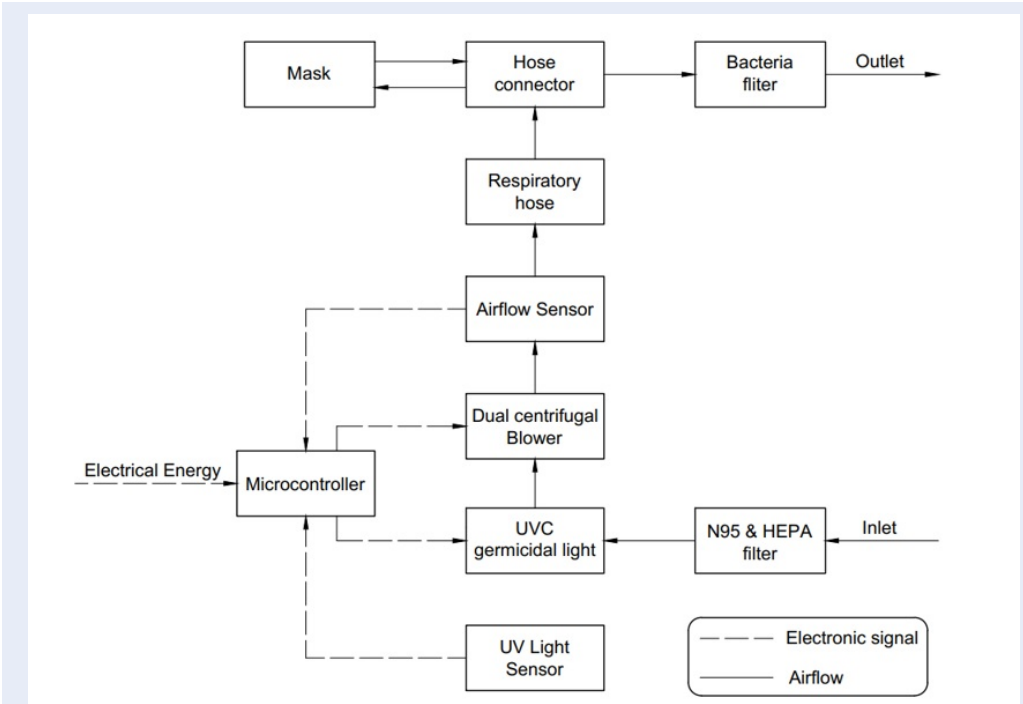 Mask
Hose
connector
Bacteria
fliter
Outlet
Respiratory
hose
Airflow Sensor
Dual centrifugal
Blower
Electrical Energy
Microcontroller
UVC
germicidal light
N95 & HEPA
filter
Inlet
UV Light
Sensor
Electronic signal
Airflow